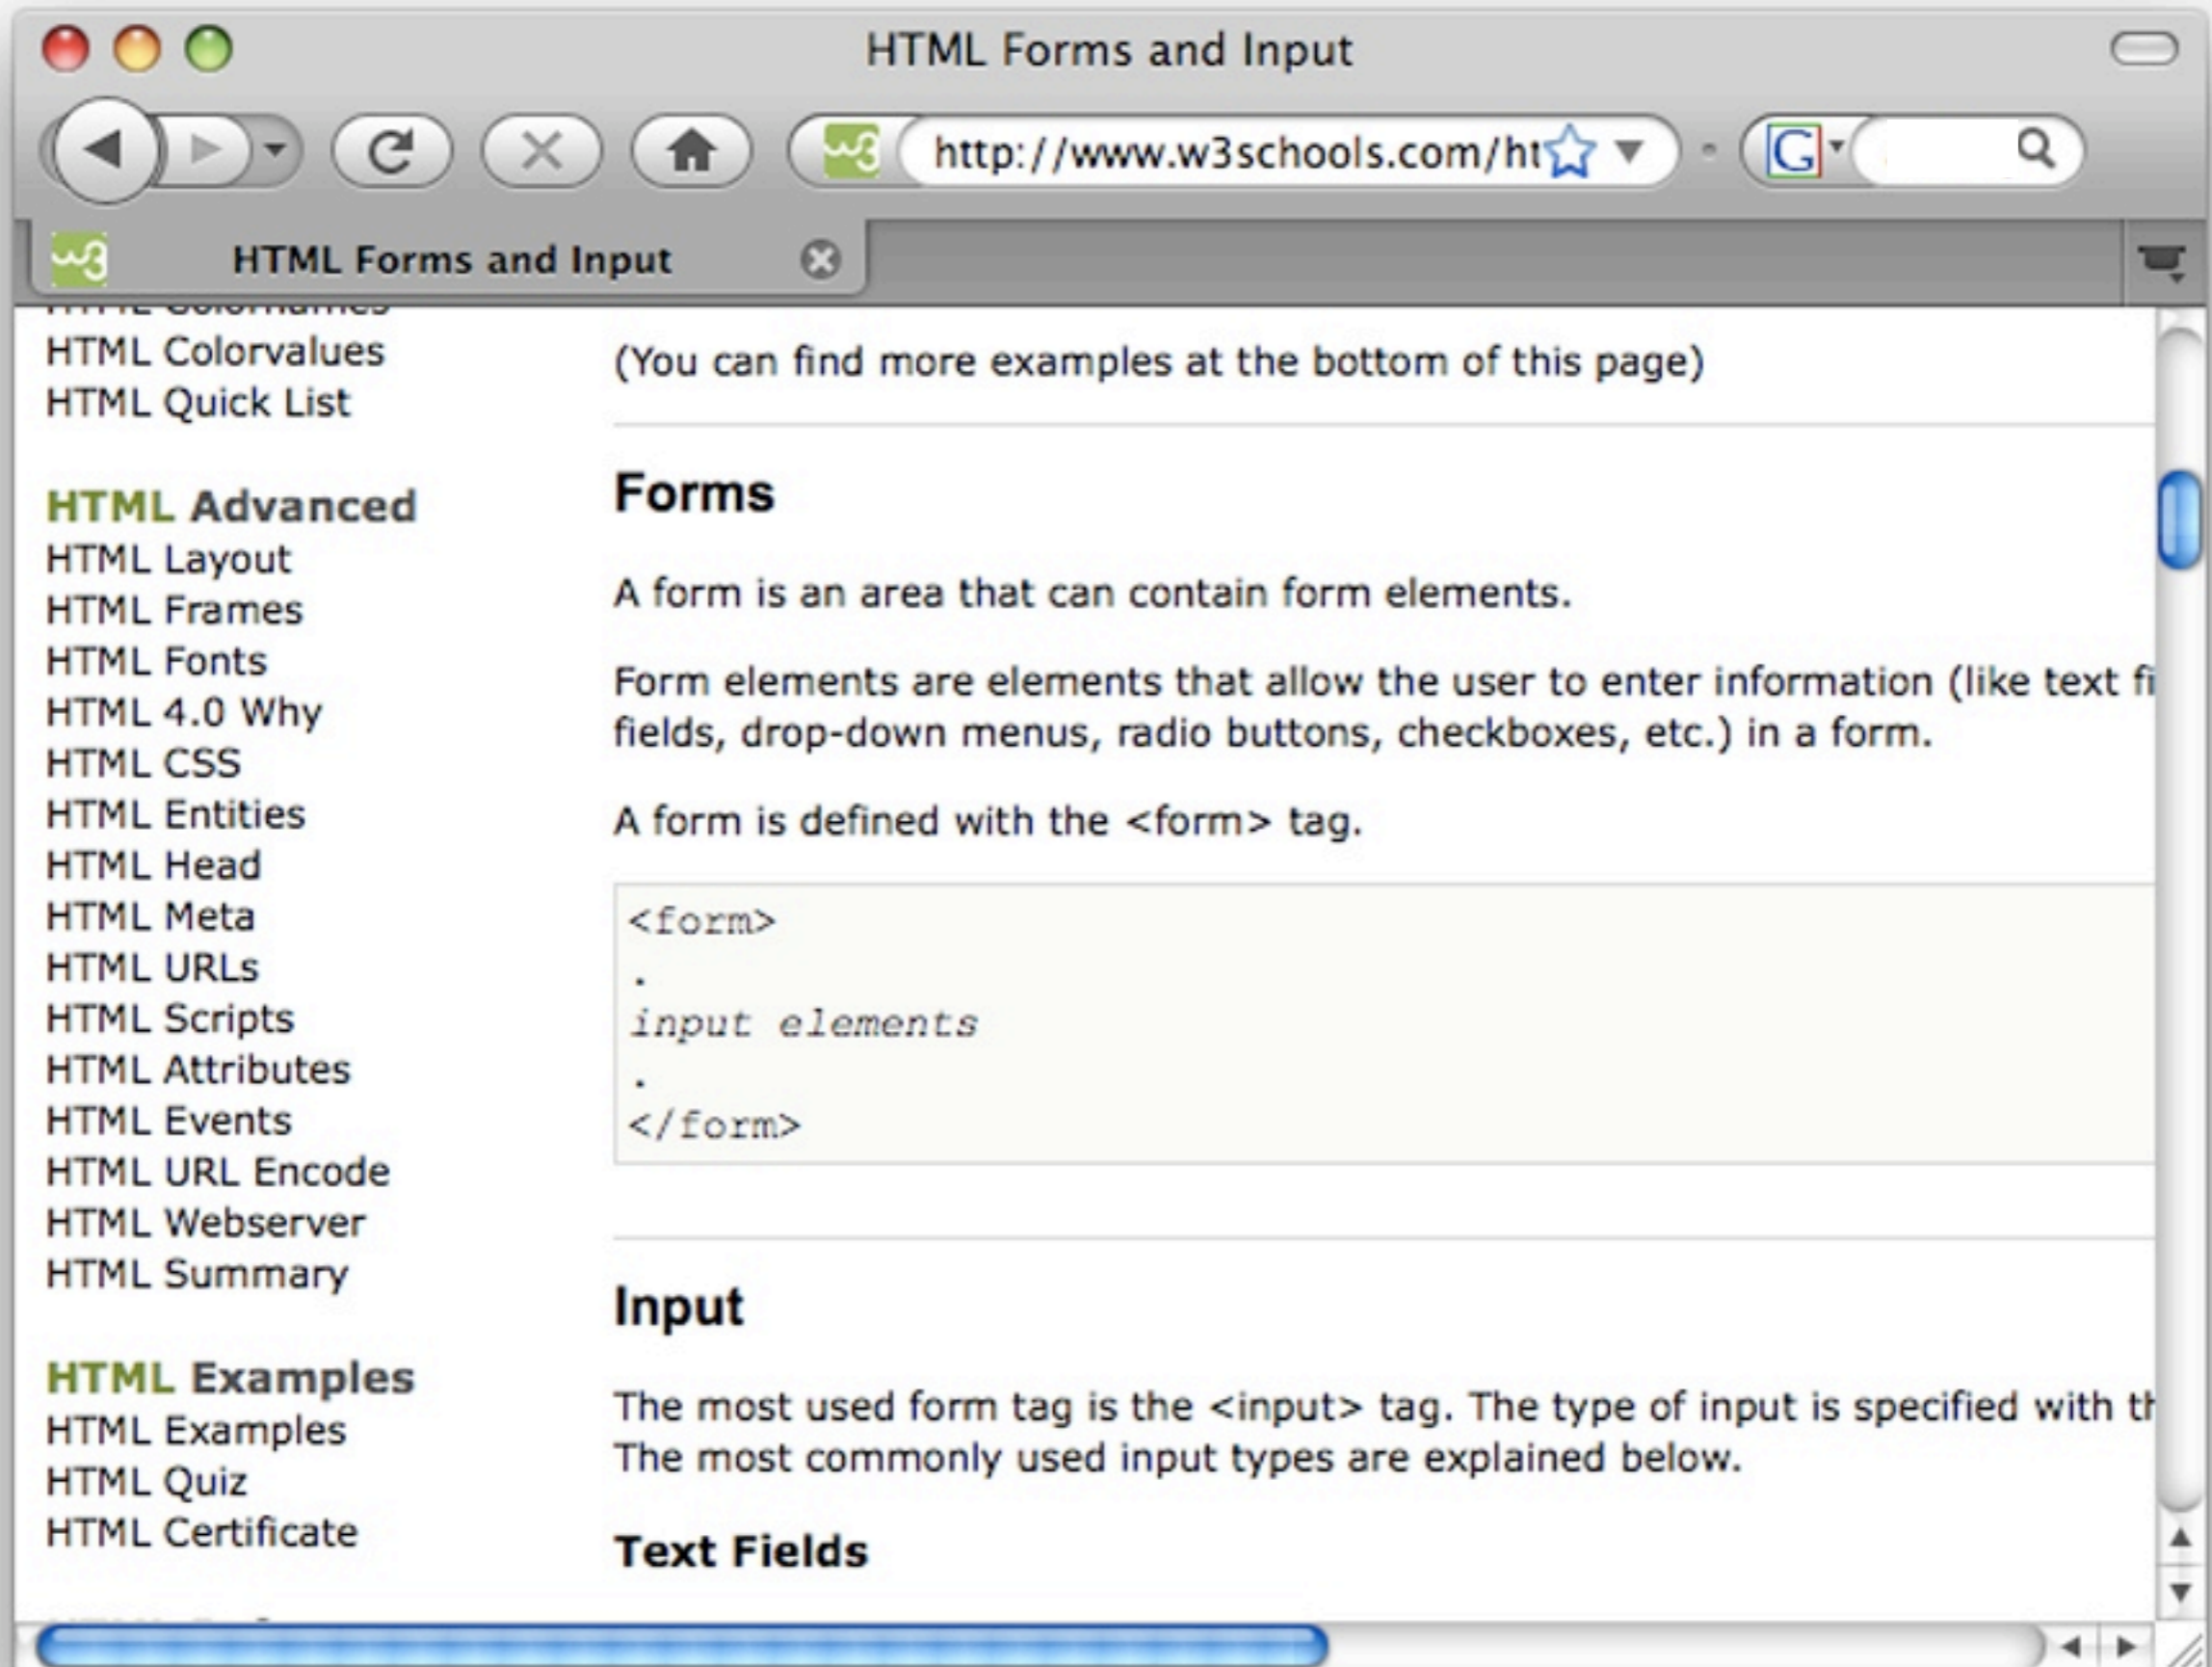 HTML Forms and Input
w3
http://www.w3schools.com/ht
G
w3
HTML Forms and Input
HTML Colornames
HTML Colorvalues
HTML Quick List
HTML Advanced
HTML Layout
HTML Frames
HTML Fonts
HTML 4.0 Why
HTML CSS
HTML Entities
HTML Head
HTML Meta
HTML URLs
HTML Scripts
HTML Attributes
HTML Events
HTML URL Encode
HTML Webserver
HTML Summary
HTML Examples
HTML Examples
HTML Quiz
HTML Certificate
(You can find more examples at the bottom of this page)
Forms
A form is an area that can contain form elements.
Form elements are elements that allow the user to enter information (like text fi
fields, drop-down menus, radio buttons, checkboxes, etc.) in a form.
A form is defined with the <form> tag.
<form>
.
input elements
.
</form>
Input
The most used form tag is the <input> tag. The type of input is specified with th
The most commonly used input types are explained below.
Text Fields